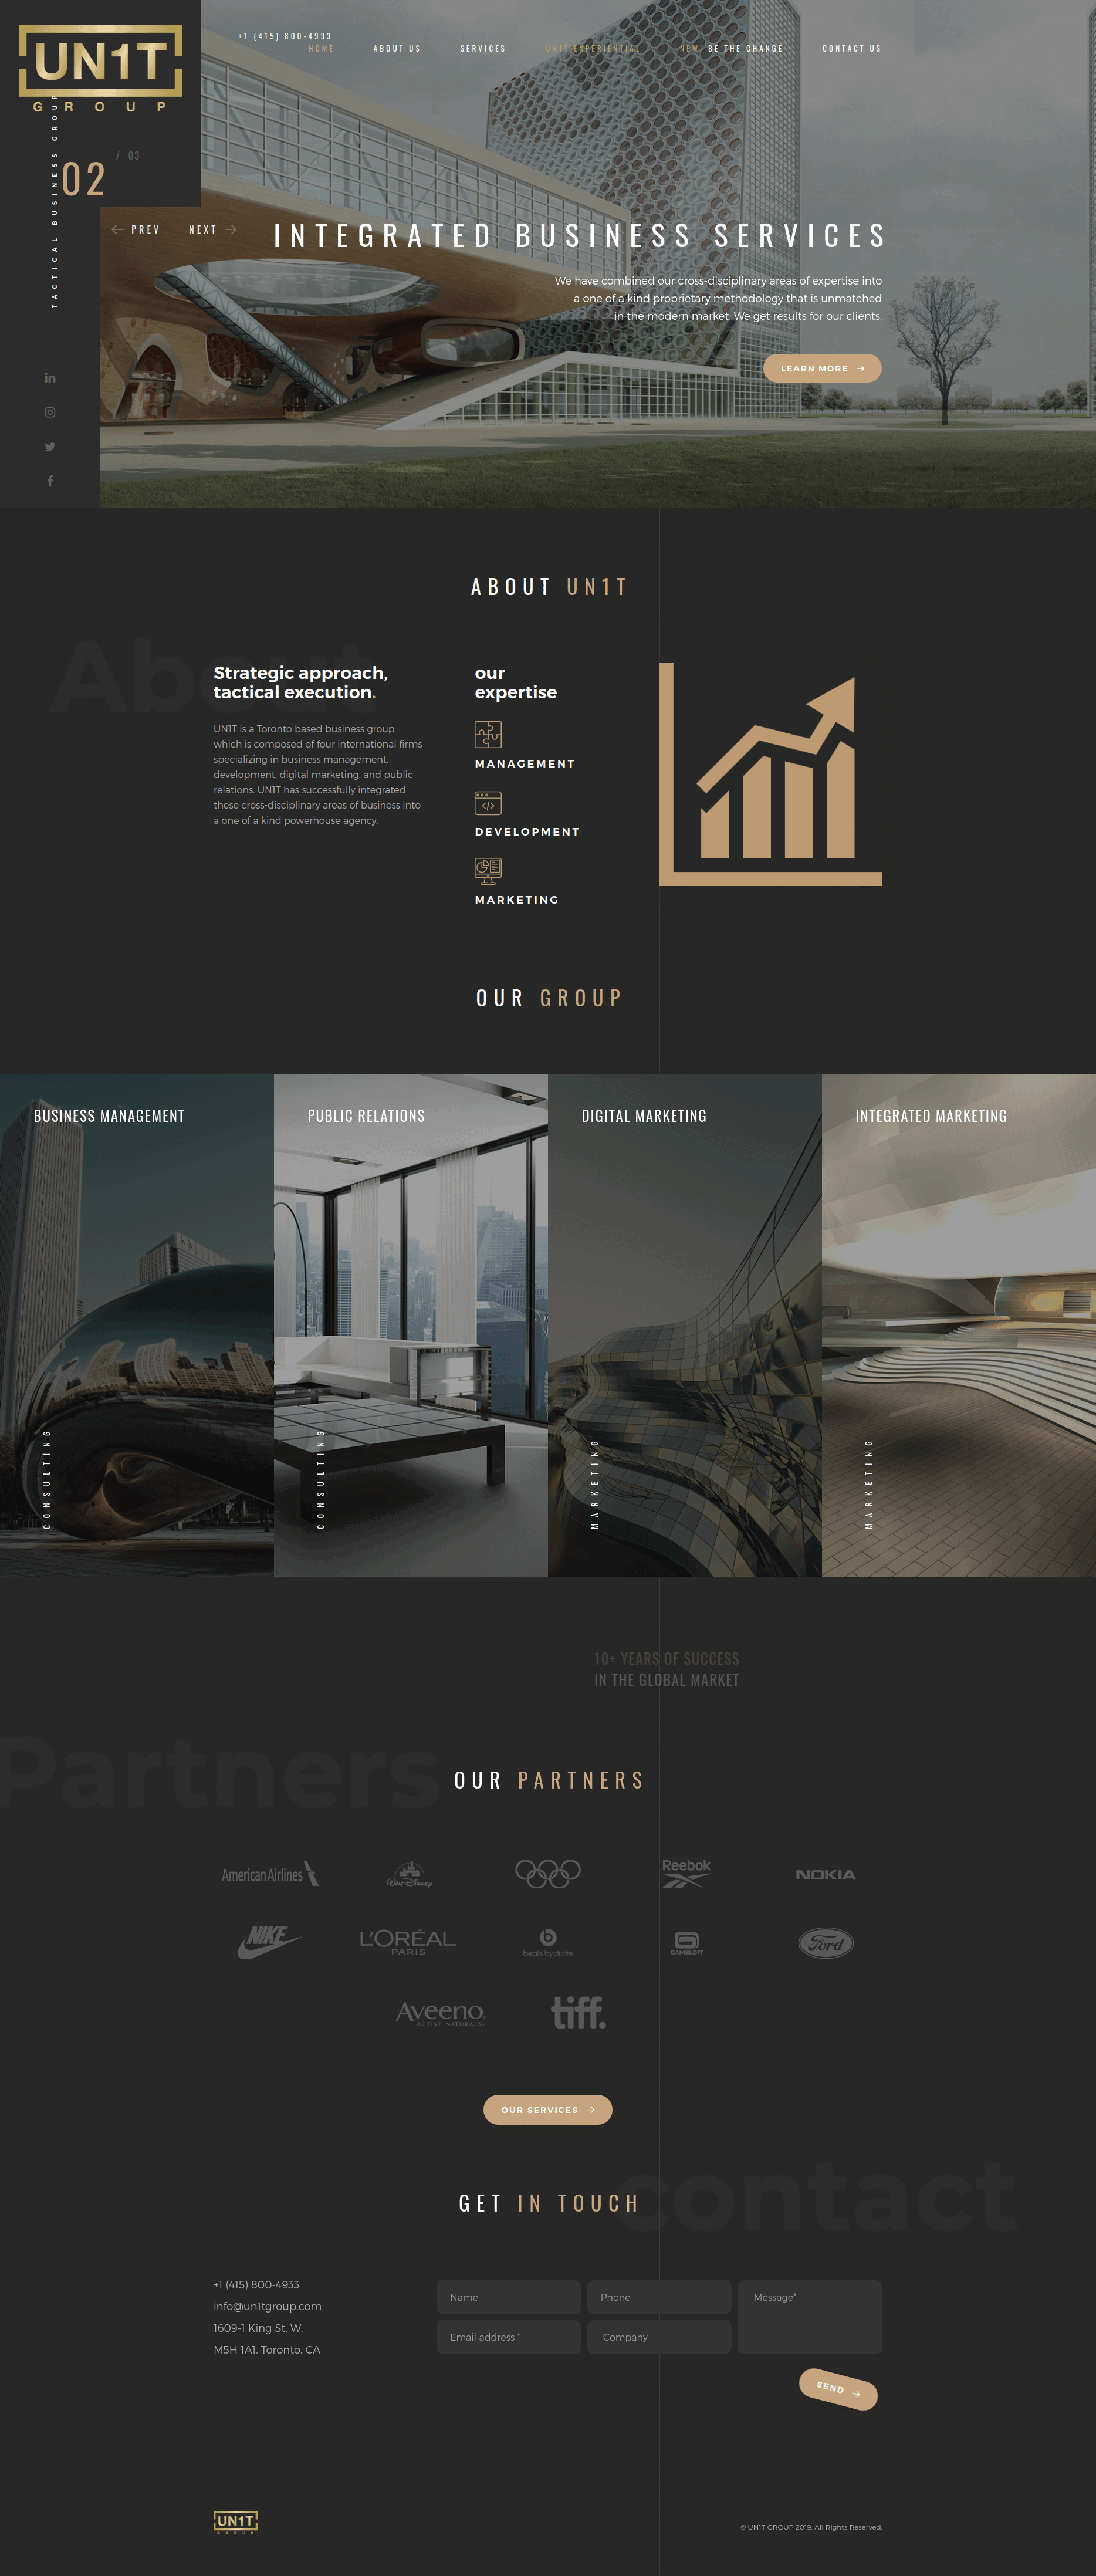 UN1T
GROUP
+1 (415) 800-4933
HOME
ABOUT US
SERVICES
UN1T EXPERIENTIAL
NEW! BE THE CHANGE
CONTACT US
TACTICAL BUSINESS GROUP
02
/ 03
PREV
NEXT
INTEGRATED BUSINESS SERVICES
We have combined our cross-disciplinary areas of expertise into
a one of a kind proprietary methodology that is unmatched
in the modern market. We get results for our clients.
LEARN MORE
ABOUT UN1T
About
Strategic approach,
tactical execution.
UN1T is a Toronto based business group
which is composed of four international firms
specializing in business management,
development, digital marketing, and public
relations. UN1T has successfully integrated
these cross-disciplinary areas of business into
a one of a kind powerhouse agency.
our
expertise
MANAGEMENT
DEVELOPMENT
MARKETING
OUR GROUP
BUSINESS MANAGEMENT
CONSULTING
PUBLIC RELATIONS
CONSULTING
DIGITAL MARKETING
MARKETING
INTEGRATED MARKETING
MARKETING
10+ YEARS OF SUCCESS
IN THE GLOBAL MARKET
Partners
OUR PARTNERS
American Airlines
WALT DISNEY
Reebok
NOKIA
NIKE
L'ORÉAL
PARIS
beats by dr. dre
GAMELOFT
Ford
Aveeno
ACTIVE NATURALS
tiff.
OUR SERVICES
contact
GET IN TOUCH
+1 (415) 800-4933
info@un1tgroup.com
1609-1 King St. W.
M5H 1A1, Toronto, CA
Name
Phone
Message*
Email address *
Company
SEND
UN1T
GROUP
© UN1T GROUP 2019. All Rights Reserved.